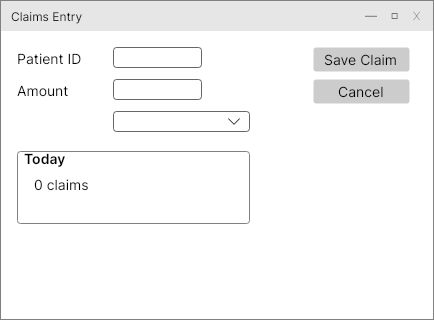 Claims Entry
Patient ID
Save Claim
Amount
Cancel
Today
0 claims